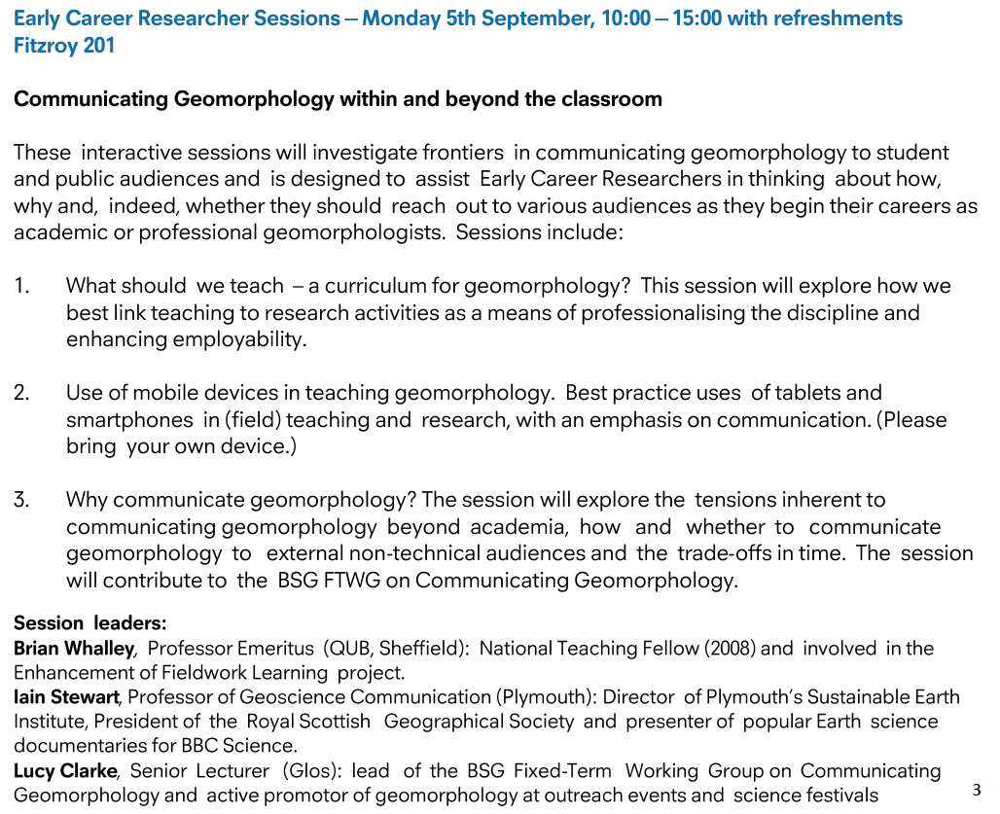 Early Career Researcher Sessions – Monday 5th September, 10:00 – 15:00 with refreshments
Fitzroy 201
Communicating Geomorphology within and beyond the classroom
These interactive sessions will investigate frontiers in communicating geomorphology to student
and public audiences and is designed to assist Early Career Researchers in thinking about how,
why and, indeed, whether they should reach out to various audiences as they begin their careers as
academic or professional geomorphologists. Sessions include:
1. What should we teach – a curriculum for geomorphology? This session will explore how we
best link teaching to research activities as a means of professionalising the discipline and
enhancing employability.
2. Use of mobile devices in teaching geomorphology. Best practice uses of tablets and
smartphones in (field) teaching and research, with an emphasis on communication. (Please
bring your own device.)
3. Why communicate geomorphology? The session will explore the tensions inherent to
communicating geomorphology beyond academia, how and whether to communicate
geomorphology to external non-technical audiences and the trade-offs in time. The session
will contribute to the BSG FTWG on Communicating Geomorphology.
Session leaders:
Brian Whalley, Professor Emeritus (QUB, Sheffield): National Teaching Fellow (2008) and involved in the
Enhancement of Fieldwork Learning project.
Iain Stewart, Professor of Geoscience Communication (Plymouth): Director of Plymouth's Sustainable Earth
Institute, President of the Royal Scottish Geographical Society and presenter of popular Earth science
documentaries for BBC Science.
Lucy Clarke, Senior Lecturer (Glos): lead of the BSG Fixed-Term Working Group on Communicating
Geomorphology and active promotor of geomorphology at outreach events and science festivals
3